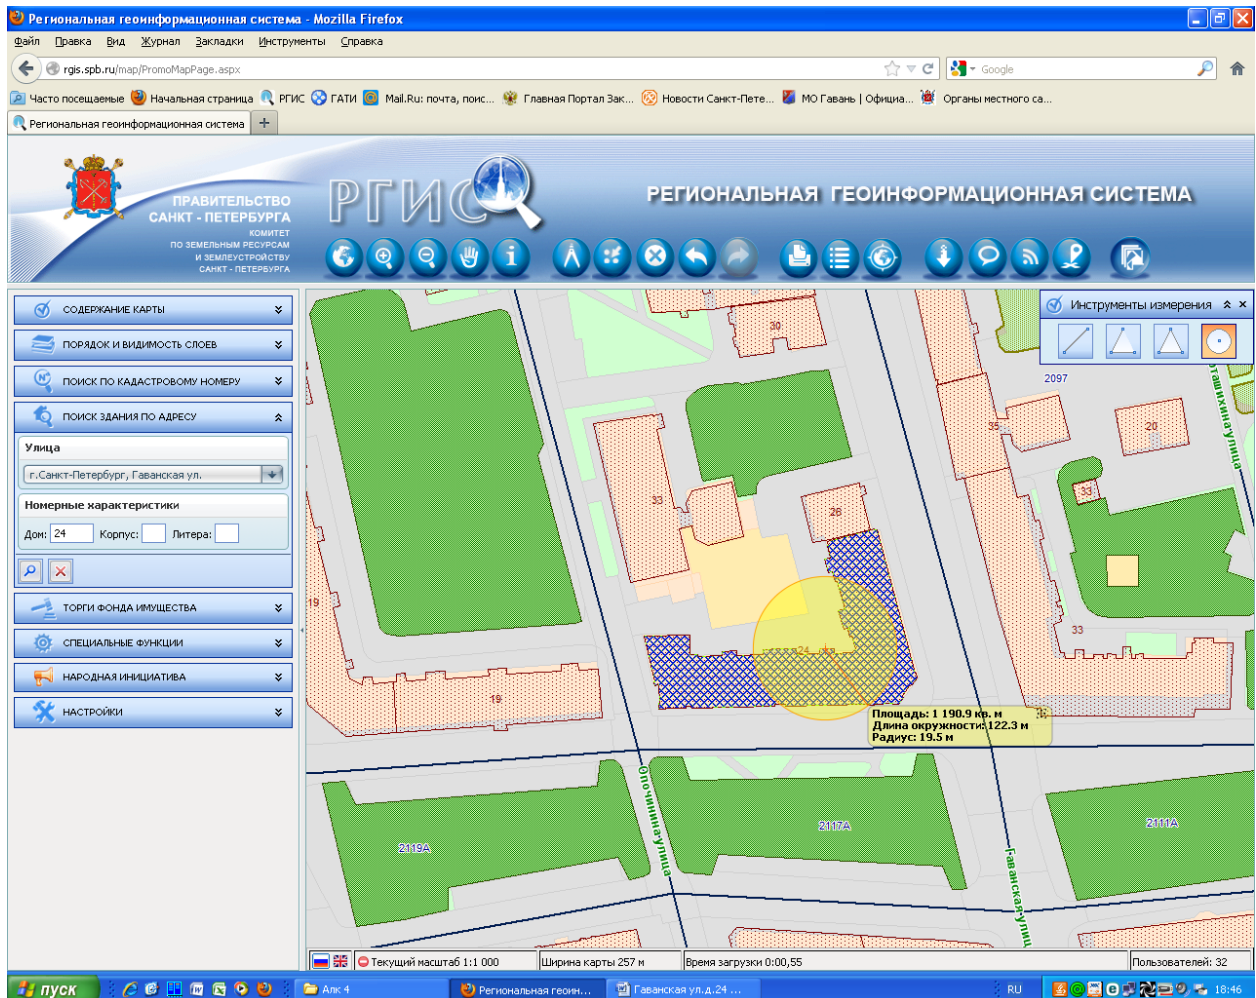 Региональная геоинформационная система - Mozilla Firefox
Файл Правка Вид Журнал Закладки Инструменты Справка
rgis.spb.ru/map/PromoMapPage.aspx
Google
Часто посещаемые Начальная страница РГИС ГАТИ Mail.Ru: почта, поис... Главная Портал Зак... Новости Санкт-Пете... МО Гавань | Официа... Органы местного са...
Региональная геоинформационная система +
ПРАВИТЕЛЬСТВО
САНКТ - ПЕТЕРБУРГА
КОМИТЕТ
ПО ЗЕМЕЛЬНЫМ РЕСУРСАМ
И ЗЕМЛЕУСТРОЙСТВУ
САНКТ - ПЕТЕРБУРГА
РГИС
РЕГИОНАЛЬНАЯ ГЕОИНФОРМАЦИОННАЯ СИСТЕМА
СОДЕРЖАНИЕ КАРТЫ
ПОРЯДОК И ВИДИМОСТЬ СЛОЕВ
ПОИСК ПО КАДАСТРОВОМУ НОМЕРУ
ПОИСК ЗДАНИЯ ПО АДРЕСУ
Улица
г.Санкт-Петербург, Гаванская ул.
Номерные характеристики
Дом: 24 Корпус: Литера:
ТОРГИ ФОНДА ИМУЩЕСТВА
СПЕЦИАЛЬНЫЕ ФУНКЦИИ
НАРОДНАЯ ИНИЦИАТИВА
НАСТРОЙКИ
Инструменты измерения
30
2097
35
20
33
33
26
19
24
33
19
Площадь: 1 190.9 кв. м
Длина окружности: 122.3 м
Радиус: 19.5 м
Опочинина улица
Гаванская улиц
2119А
2117А
2111А
Текущий масштаб 1:1 000 Ширина карты 257 м Время загрузки 0:00,55 Пользователей: 32
пуск Алк 4 Региональная геоин... Гаванская ул.д.24 ... RU 18:46